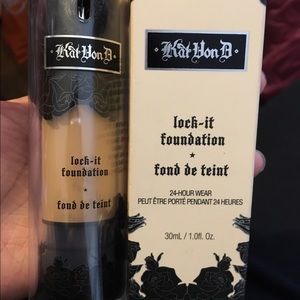 Kat Von D
lock-it
foundation
★
fond de teint
Kat Von D
lock-it
foundation
★
fond de teint
24-HOUR WEAR
PEUT ÊTRE PORTÉ PENDANT 24 HEURES
30mL / 1.0fl. Oz.